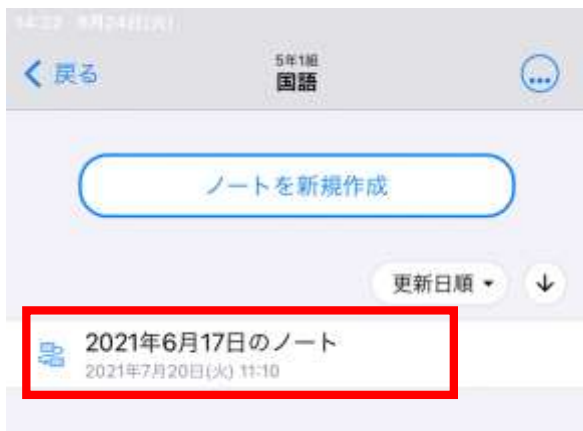 戻る
5年1組
国語
ノートを新規作成
更新日順
2021年6月17日のノート
2021年7月20日(火) 11:10